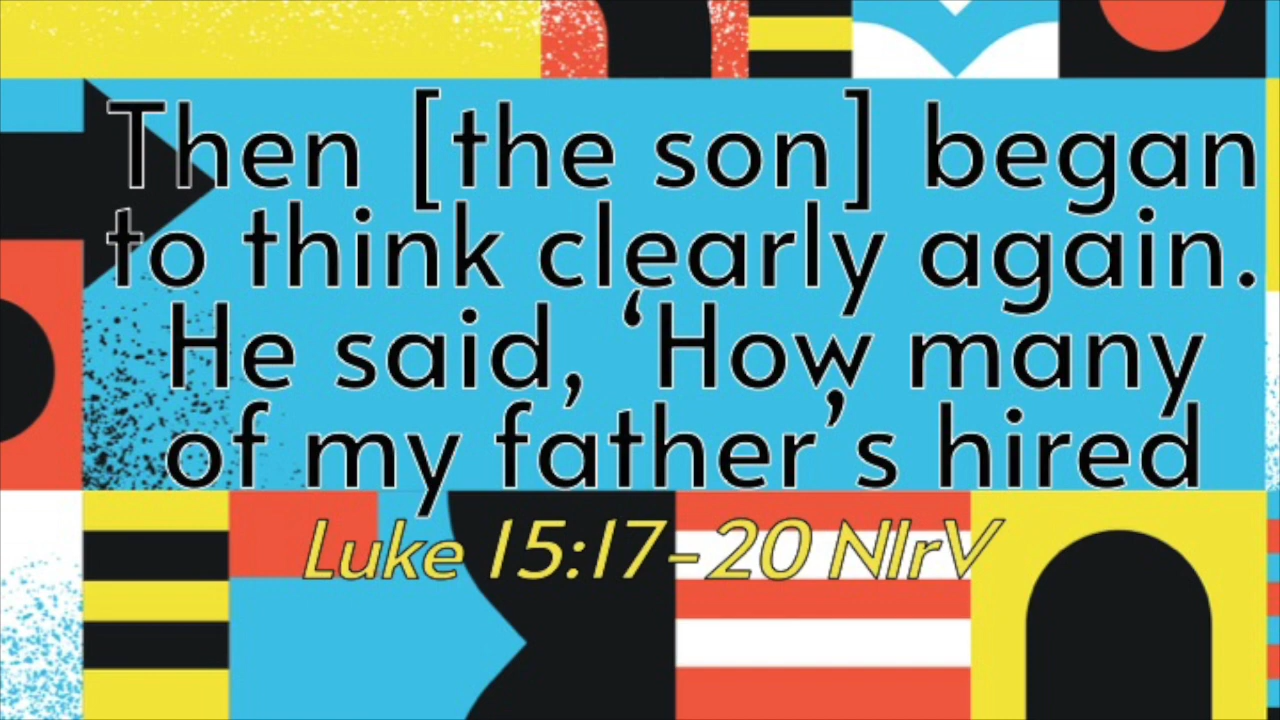 Then [the son] began
to think clearly again.
He said, ‘How many
of my father’s hired
Luke 15:17-20 NIrV